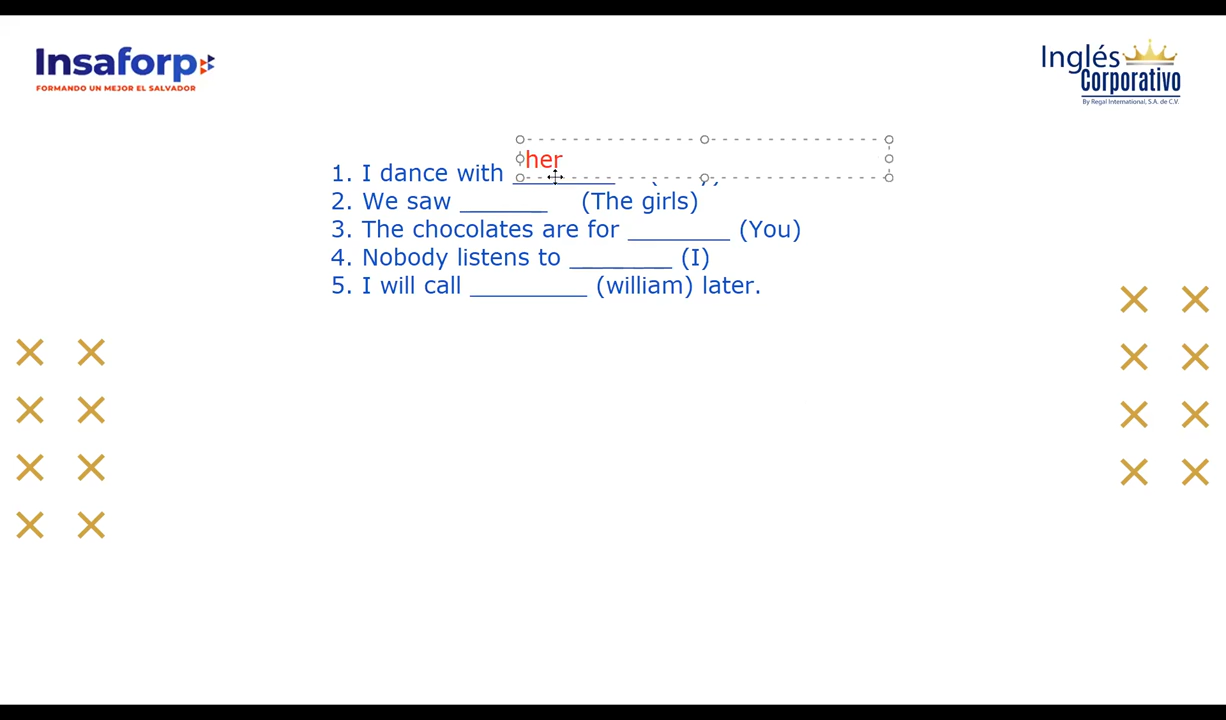 Insaforp
FORMANDO UN MEJOR EL SALVADOR
Inglés
Corporativo
By Regal International, S.A. de C.V.
her
1. I dance with ________
2. We saw _______ (The girls)
3. The chocolates are for ________ (You)
4. Nobody listens to ________ (I)
5. I will call _________ (william) later.